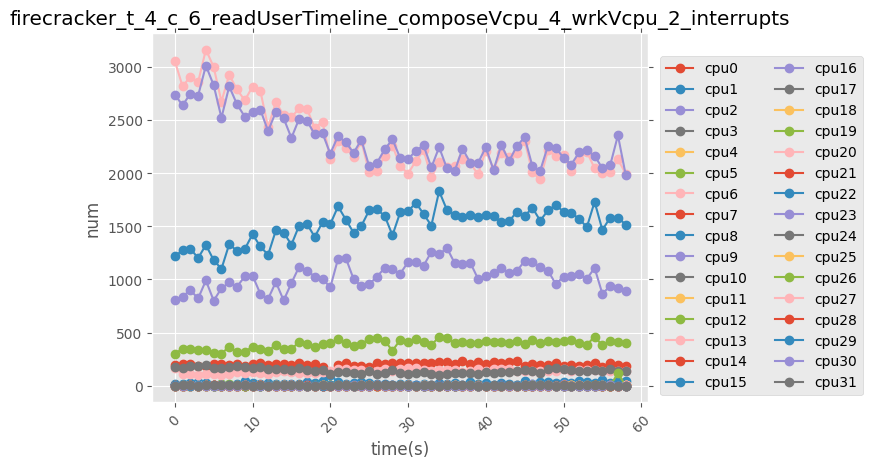 firecracker_t_4_c_6_readUserTimeline_composeVcpu_4_wrkVcpu_2_interrupts
num
3000
2500
2000
1500
1000
500
0
0
10
20
30
40
50
60
time(s)
cpu0
cpu1
cpu2
cpu3
cpu4
cpu5
cpu6
cpu7
cpu8
cpu9
cpu10
cpu11
cpu12
cpu13
cpu14
cpu15
cpu16
cpu17
cpu18
cpu19
cpu20
cpu21
cpu22
cpu23
cpu24
cpu25
cpu26
cpu27
cpu28
cpu29
cpu30
cpu31